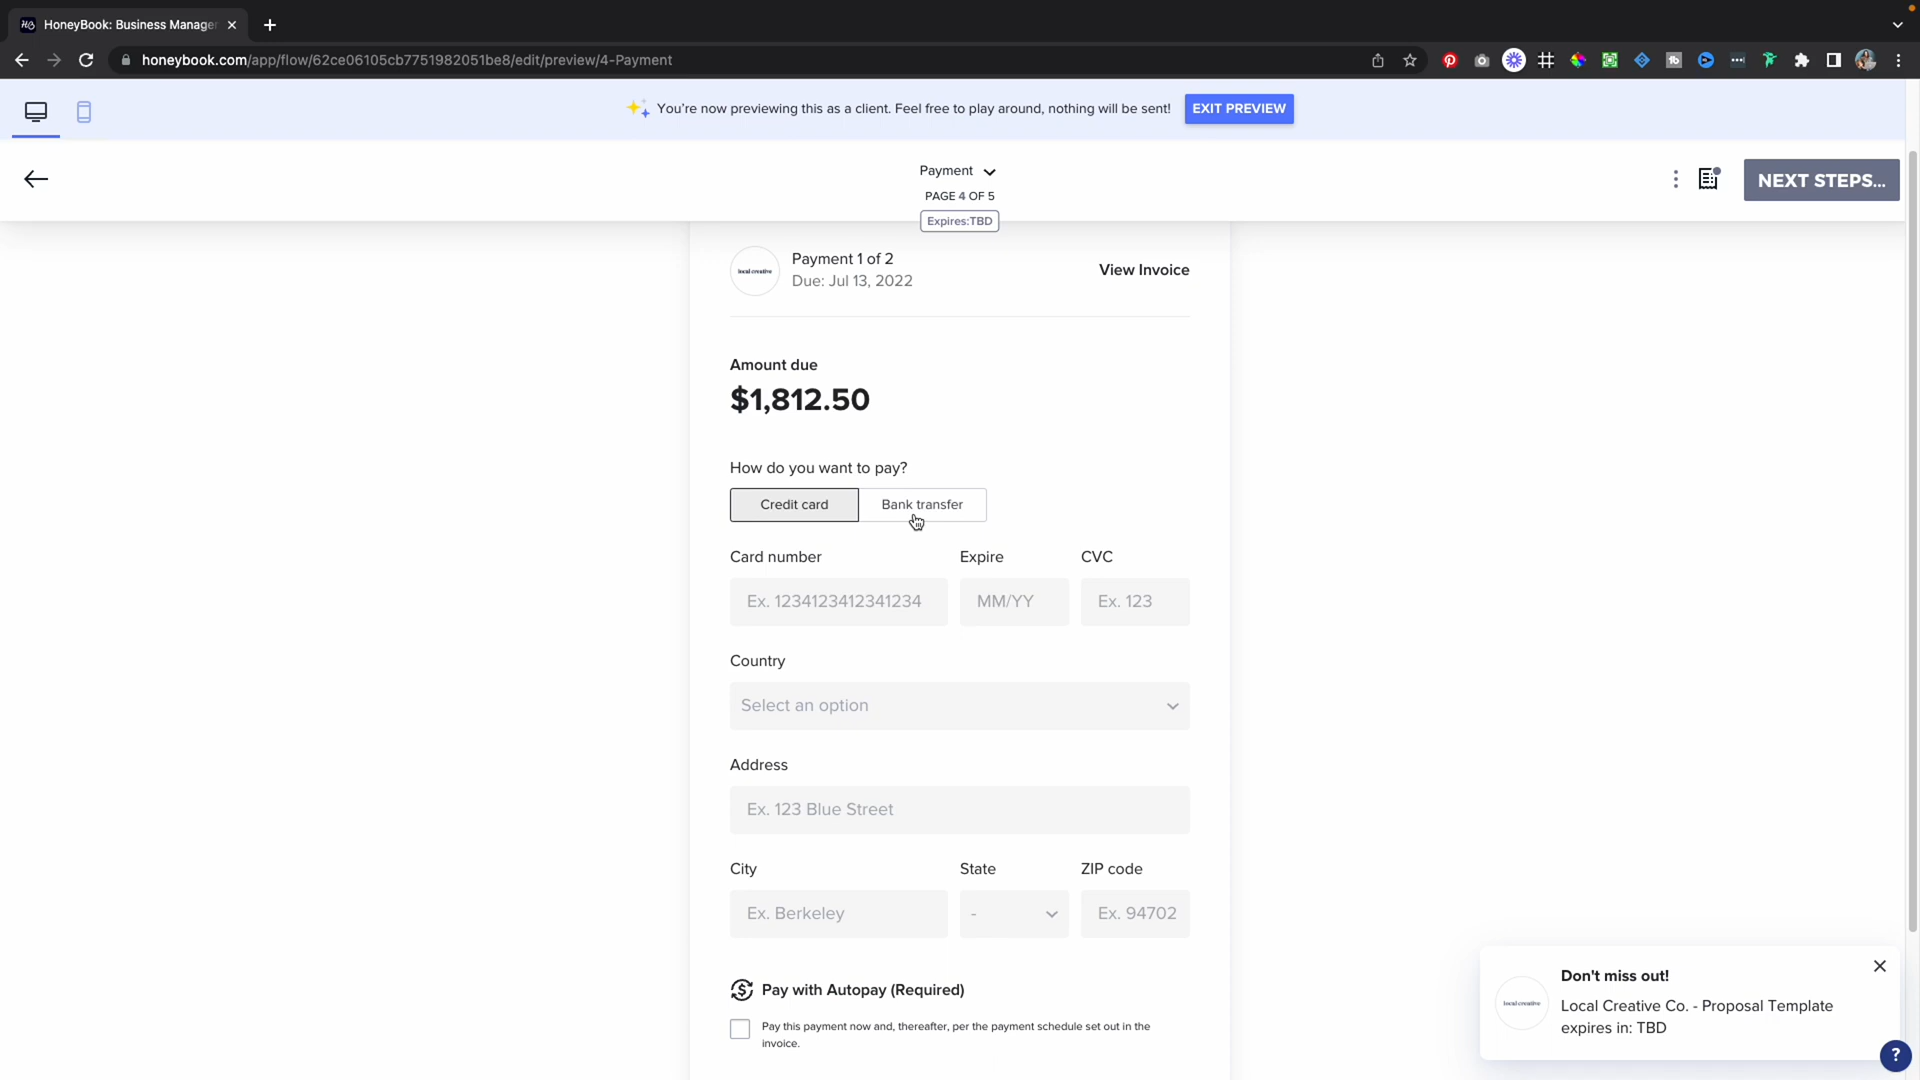 HoneyBook: Business Manager
honeybook.com/app/flow/62ce06105cb7751982051be8/edit/preview/4-Payment
You're now previewing this as a client. Feel free to play around, nothing will be sent!
EXIT PREVIEW
Payment
PAGE 4 OF 5
Expires:TBD
NEXT STEPS...
local creative
Payment 1 of 2
Due: Jul 13, 2022
View Invoice
Amount due
$1,812.50
How do you want to pay?
Credit card
Bank transfer
Card number
Expire
CVC
Ex. 1234123412341234
MM/YY
Ex. 123
Country
Select an option
Address
Ex. 123 Blue Street
City
State
ZIP code
Ex. Berkeley
-
Ex. 94702
Pay with Autopay (Required)
Pay this payment now and, thereafter, per the payment schedule set out in the
invoice.
Don't miss out!
local creative
Local Creative Co. - Proposal Template
expires in: TBD
?